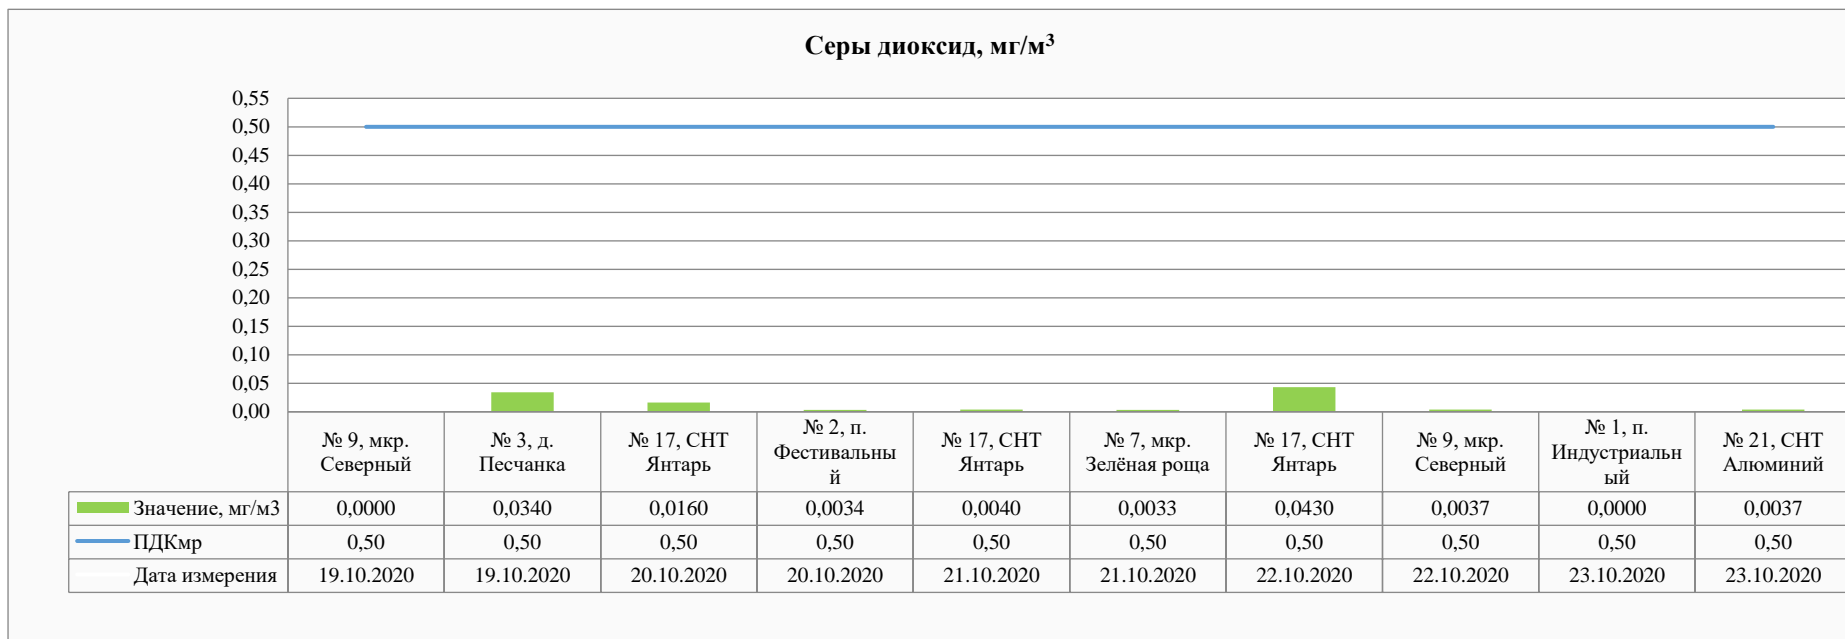 Серы диоксид, мг/м³
0,55
0,50
0,45
0,40
0,35
0,30
0,25
0,20
0,15
0,10
0,05
0,00
№ 9, мкр. Северный № 3, д. Песчанка № 17, СНТ Янтарь № 2, п. Фестивальный № 17, СНТ Янтарь № 7, мкр. Зелёная роща № 17, СНТ Янтарь № 9, мкр. Северный № 1, п. Индустриальный № 21, СНТ Алюминий
Значение, мг/м3 0,0000 0,0340 0,0160 0,0034 0,0040 0,0033 0,0430 0,0037 0,0000 0,0037
ПДКмр 0,50 0,50 0,50 0,50 0,50 0,50 0,50 0,50 0,50 0,50
Дата измерения 19.10.2020 19.10.2020 20.10.2020 20.10.2020 21.10.2020 21.10.2020 22.10.2020 22.10.2020 23.10.2020 23.10.2020